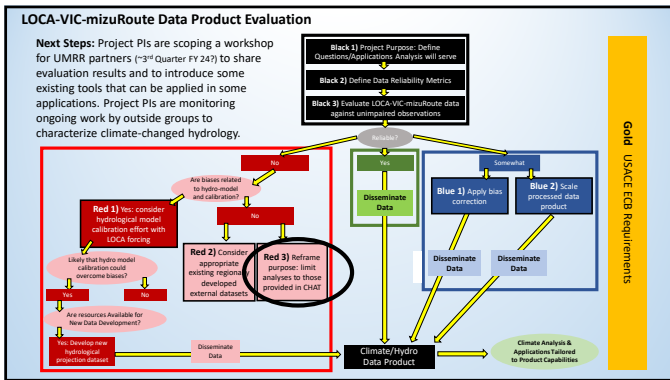 LOCA-VIC-mizuRoute Data Product Evaluation
Next Steps: Project PIs are scoping a workshop
for UMRR partners (~3rd Quarter FY 24?) to share
evaluation results and to introduce some
existing tools that can be applied in some
applications. Project PIs are monitoring
ongoing work by outside groups to
characterize climate-changed hydrology.
Black 1) Project Purpose: Define
Questions/Applications Analysis will serve
Black 2) Define Data Reliability Metrics
Black 3) Evaluate LOCA-VIC-mizuRoute data
against unimpaired observations
Reliable?
No
Yes
Somewhat
Are biases related
to hydro-model
and calibration?
Red 1) Yes: consider
hydrological model
calibration effort with
LOCA forcing
No
Red 2) Consider
appropriate
existing regionally
developed
external datasets
Red 3) Reframe
purpose: limit
analyses to those
provided in CHAT
Likely that hydro model
calibration could
overcome biases?
Yes
No
Are resources Available for
New Data Development?
Yes: Develop new
hydrological
projection dataset
Disseminate
Data
Disseminate
Data
Blue 1) Apply bias
correction
Blue 2) Scale
processed data
product
Disseminate
Data
Disseminate
Data
Climate/Hydro
Data Product
Climate Analysis &
Applications Tailored
to Product Capabilities
Gold USACE ECB Requirements